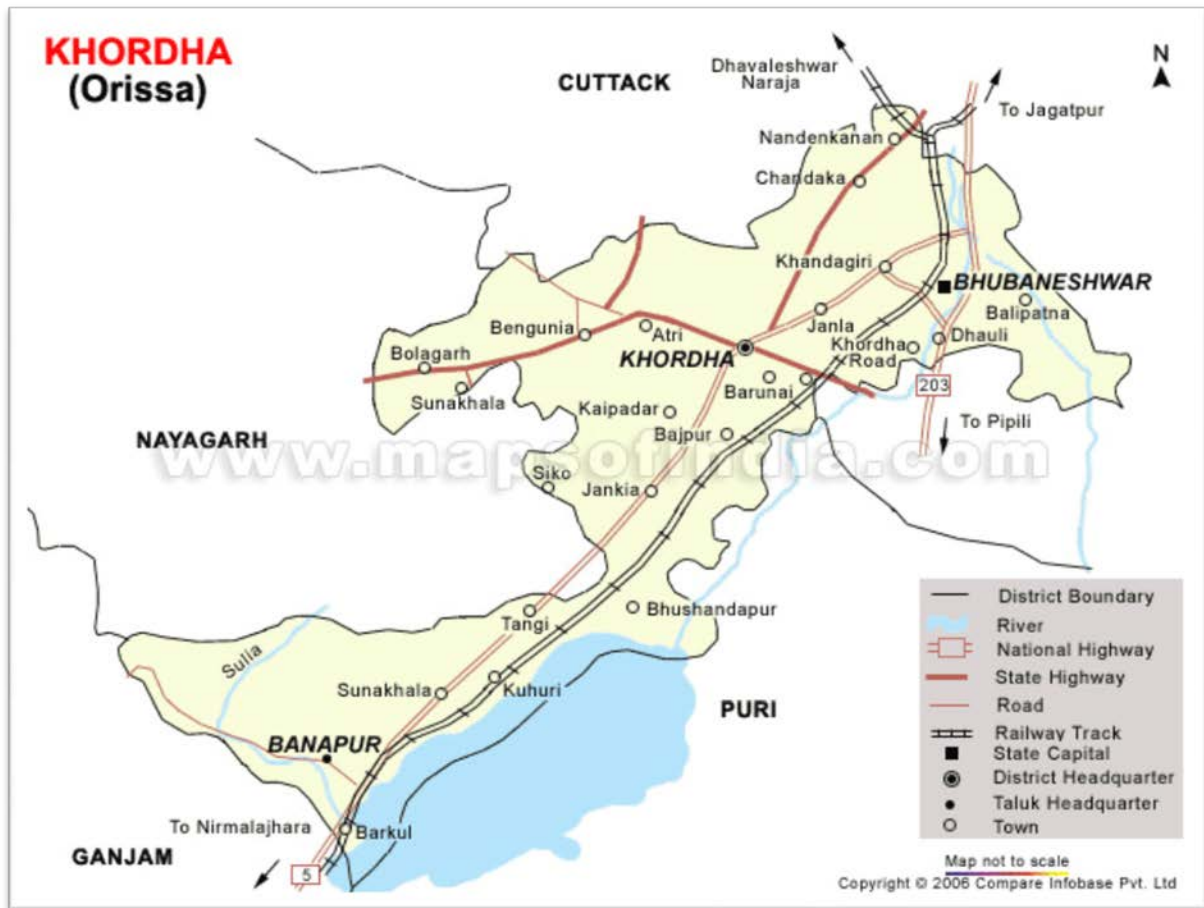 KHORDHA
(Orissa)
CUTTACK
Dhavaleshwar
Naraja
N
To Jagatpur
Nandenkanan
Chandaka
Khandagiri
BHUBANESHWAR
Balipatna
Bengunia
Atri
Janla
Khordha
Road
Dhauli
Bolagarh
KHORDHA
Sunakhala
Barunai
203
Kaipadar
Bajpur
To Pipili
NAYAGARH
www.mapsofindia.com
Siko
Jankia
Tangi
Bhushandapur
Sulia
Sunakhala
Kuhuri
PURI
BANAPUR
To Nirmalajhara
Barkul
GANJAM
5
District Boundary
River
National Highway
State Highway
Road
Railway Track
State Capital
District Headquarter
Taluk Headquarter
Town
Map not to scale
Copyright © 2006 Compare Infobase Pvt. Ltd